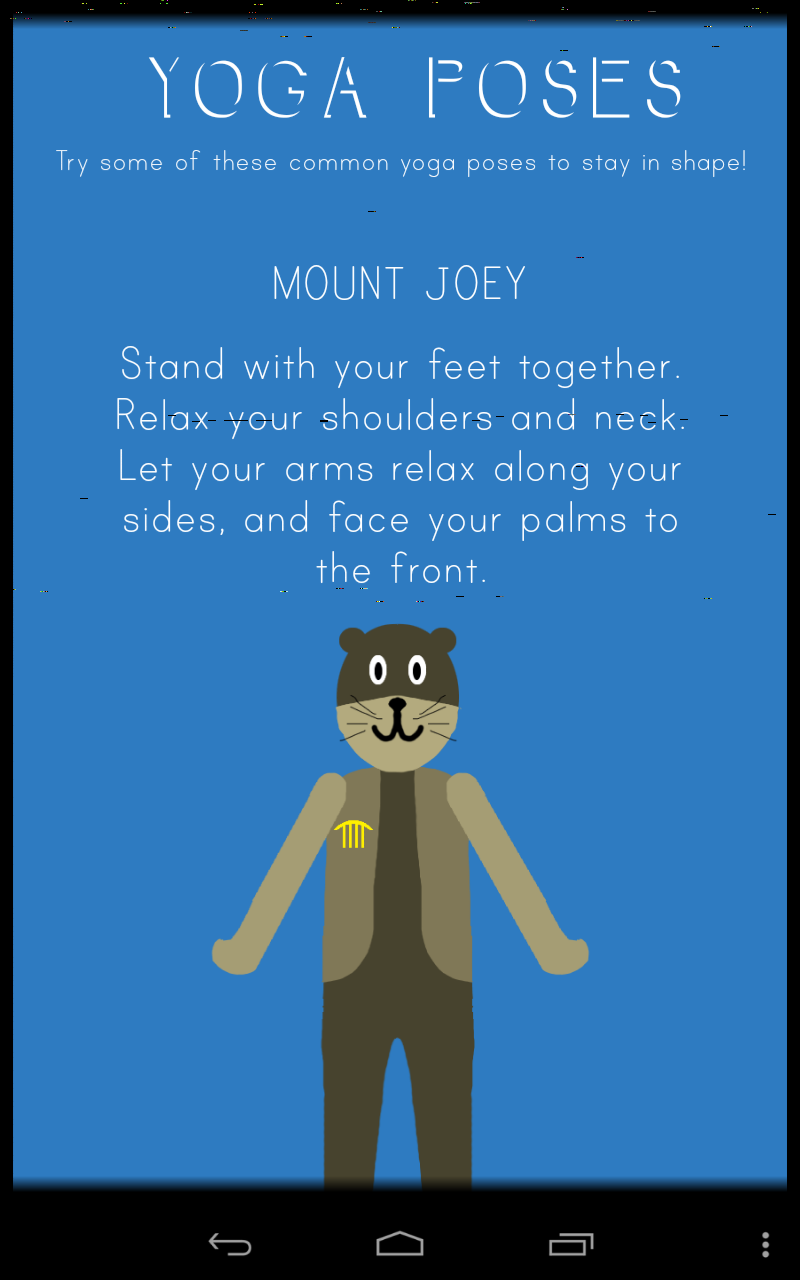 YOGA POSES
Try some of these common yoga poses to stay in shape!
MOUNT JOEY
Stand with your feet together.
Relax your shoulders and neck.
Let your arms relax along your
sides, and face your palms to
the front.